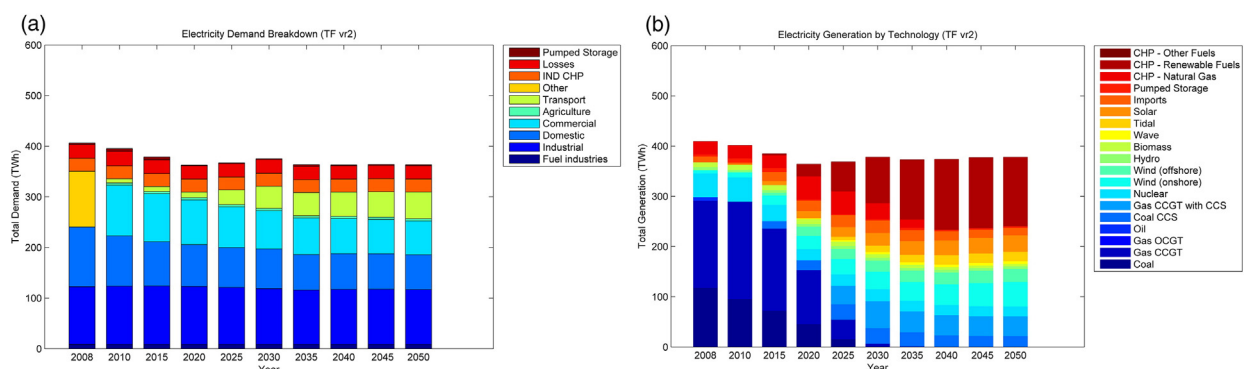 (a)
Electricity Demand Breakdown (TF vr2)
Total Demand (TWh)
600
500
400
300
200
100
0
2008 2010 2015 2020 2025 2030 2035 2040 2045 2050
Year
Pumped Storage
Losses
IND CHP
Other
Transport
Agriculture
Commercial
Domestic
Industrial
Fuel industries
(b)
Electricity Generation by Technology (TF vr2)
Total Generation (TWh)
600
500
400
300
200
100
0
2008 2010 2015 2020 2025 2030 2035 2040 2045 2050
Year
CHP - Other Fuels
CHP - Renewable Fuels
CHP - Natural Gas
Pumped Storage
Imports
Solar
Tidal
Wave
Biomass
Hydro
Wind (offshore)
Wind (onshore)
Nuclear
Gas CCGT with CCS
Coal CCS
Oil
Gas OCGT
Gas CCGT
Coal